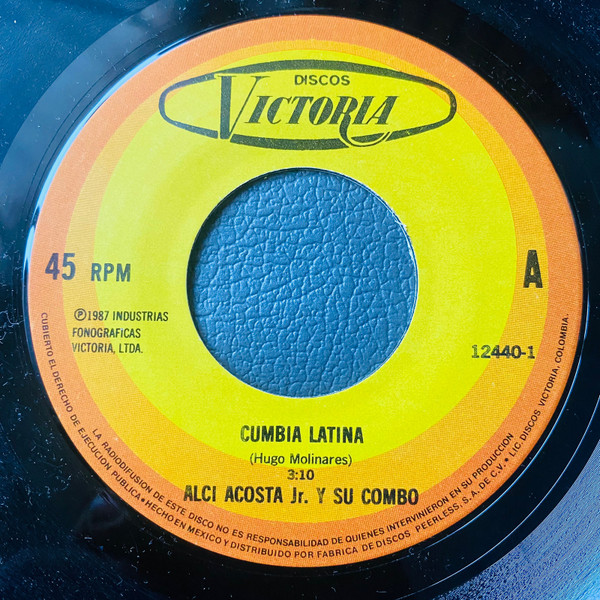 DISCOS
VICTORIA
45 RPM
A
℗1987 INDUSTRIAS
FONOGRAFICAS
VICTORIA, LTDA.
12440-1
CUMBIA LATINA
(Hugo Molinares)
3:10
ALCI ACOSTA Jr. Y SU COMBO
LA RADIODIFUSION DE ESTE DISCO NO ES RESPONSABILIDAD DE QUIENES INTERVINIERON EN SU PRODUCCION
CUBIERTO EL DERECHO DE EJECUCION PUBLICA • HECHO EN MEXICO Y DISTRIBUIDO POR FABRICA DE DISCOS PEERLESS, S.A. DE C.V. • LIC. DISCOS VICTORIA, COLOMBIA.